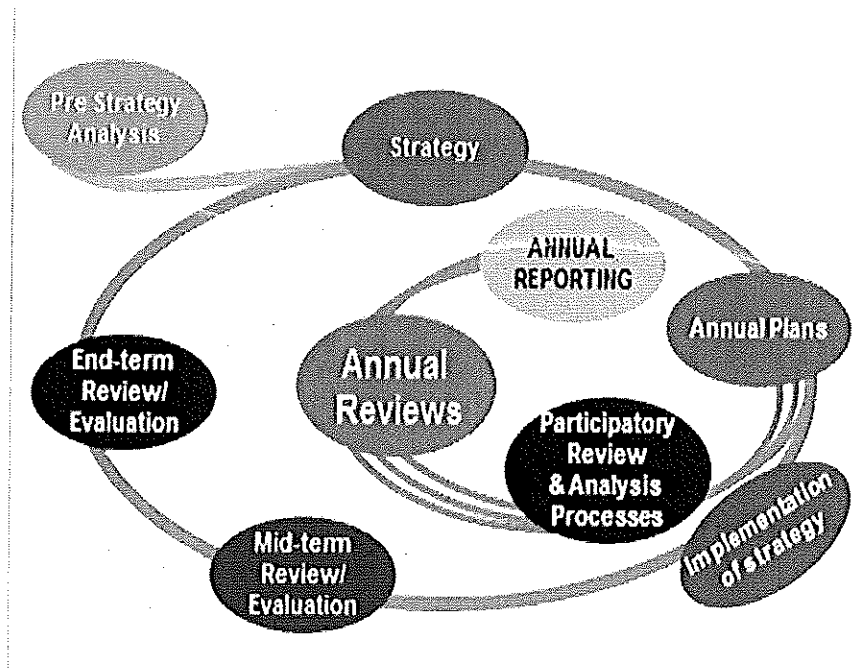 Pre Strategy
Analysis
Strategy
ANNUAL
REPORTING
Annual Plans
Annual
Reviews
End-term
Review/
Evaluation
Participatory
Review
& Analysis
Processes
Implementation
of strategy
Mid-term
Review/
Evaluation